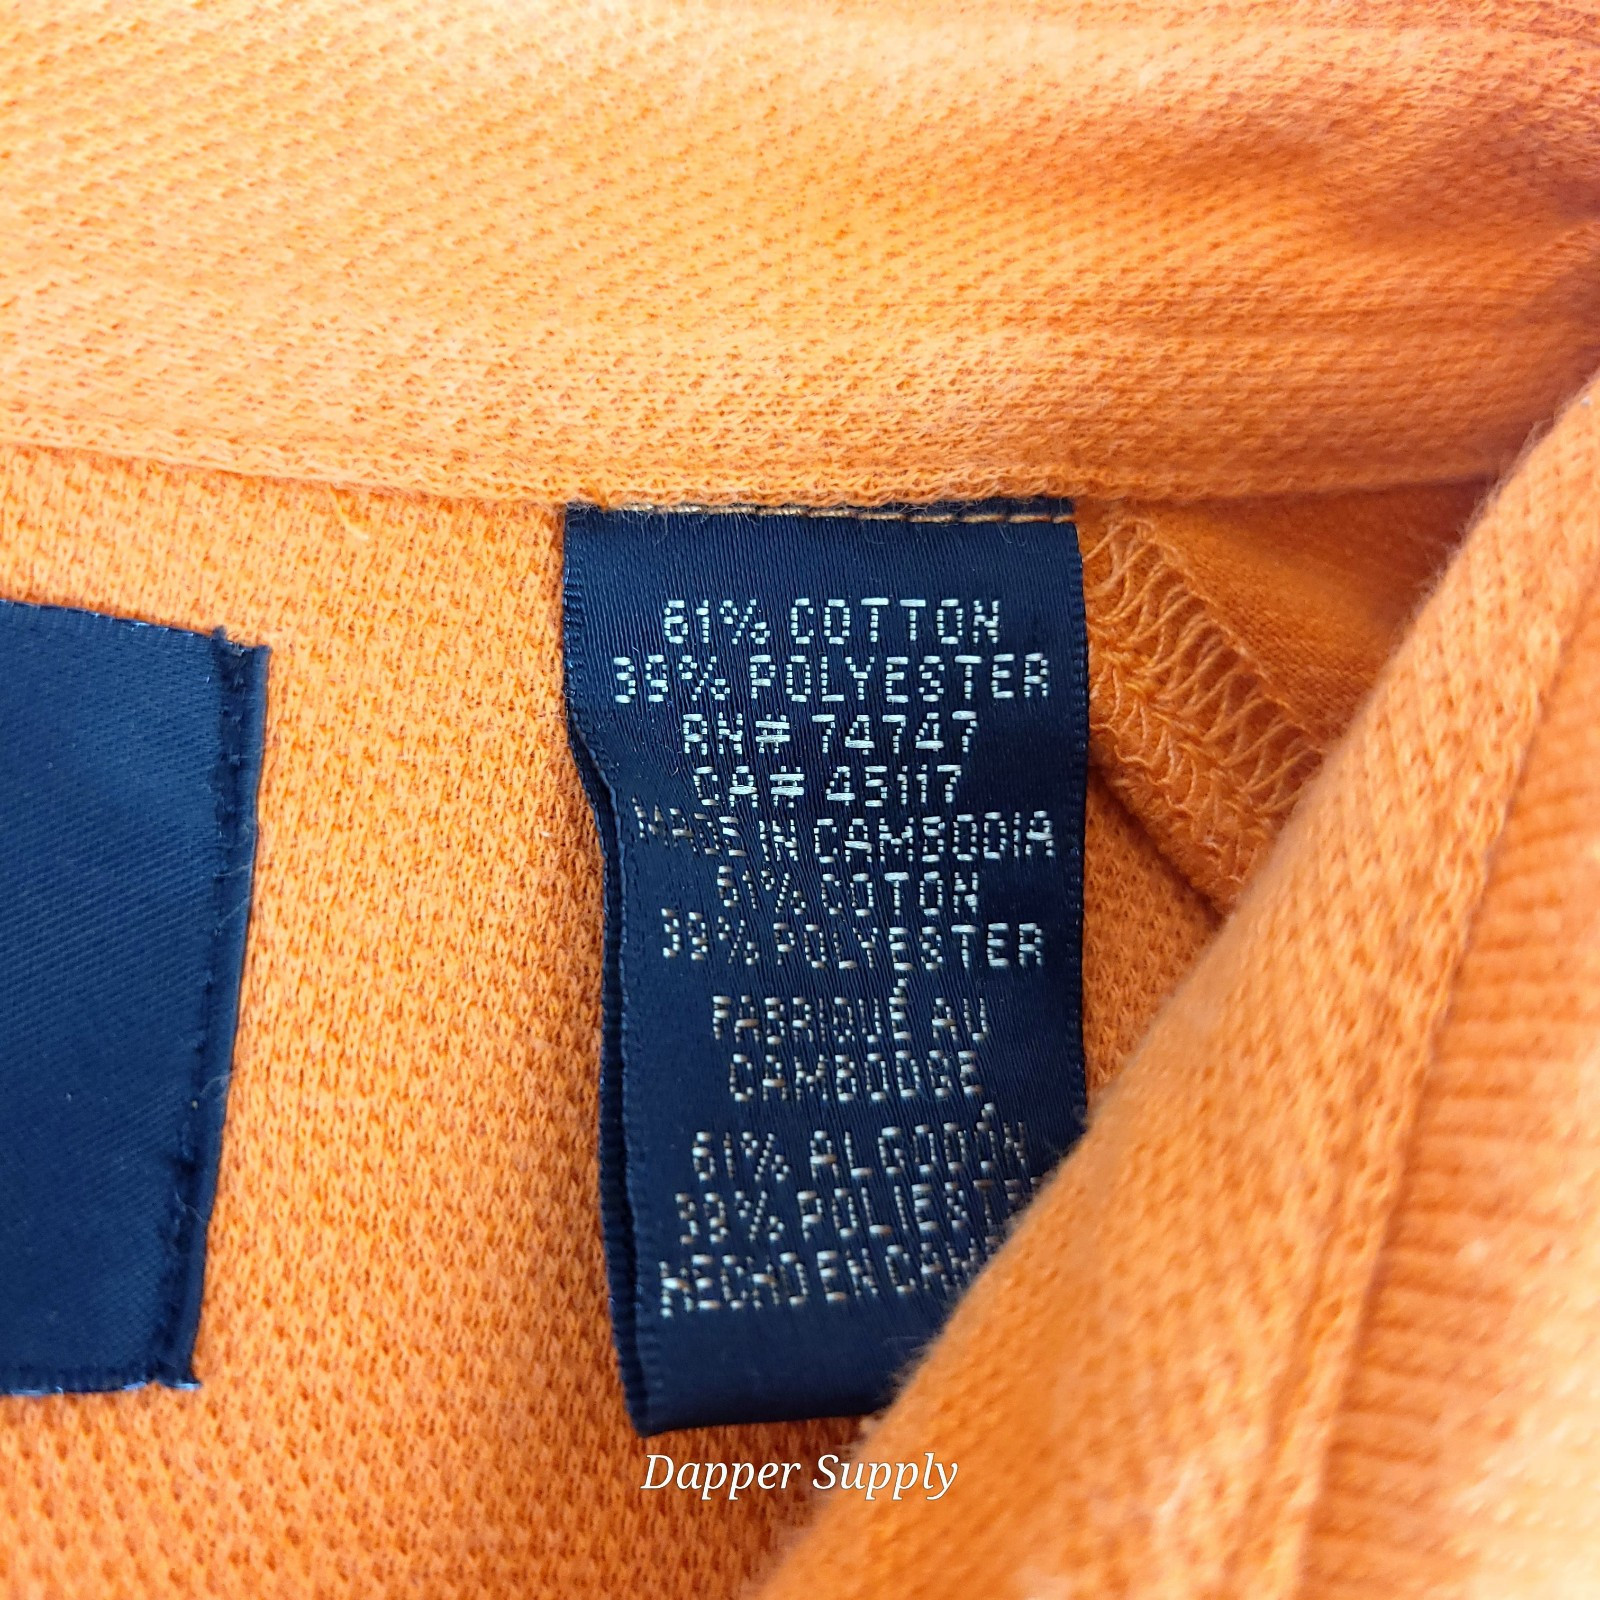 61% COTTON
39% POLYESTER
RN# 74747
CA# 45117
MADE IN CAMBODIA
61% COTON
39% POLYESTER
FABRIQUÉ AU
CAMBODGE
61% ALGODÓN
39% POLIESTER
HECHO EN
Dapper Supply